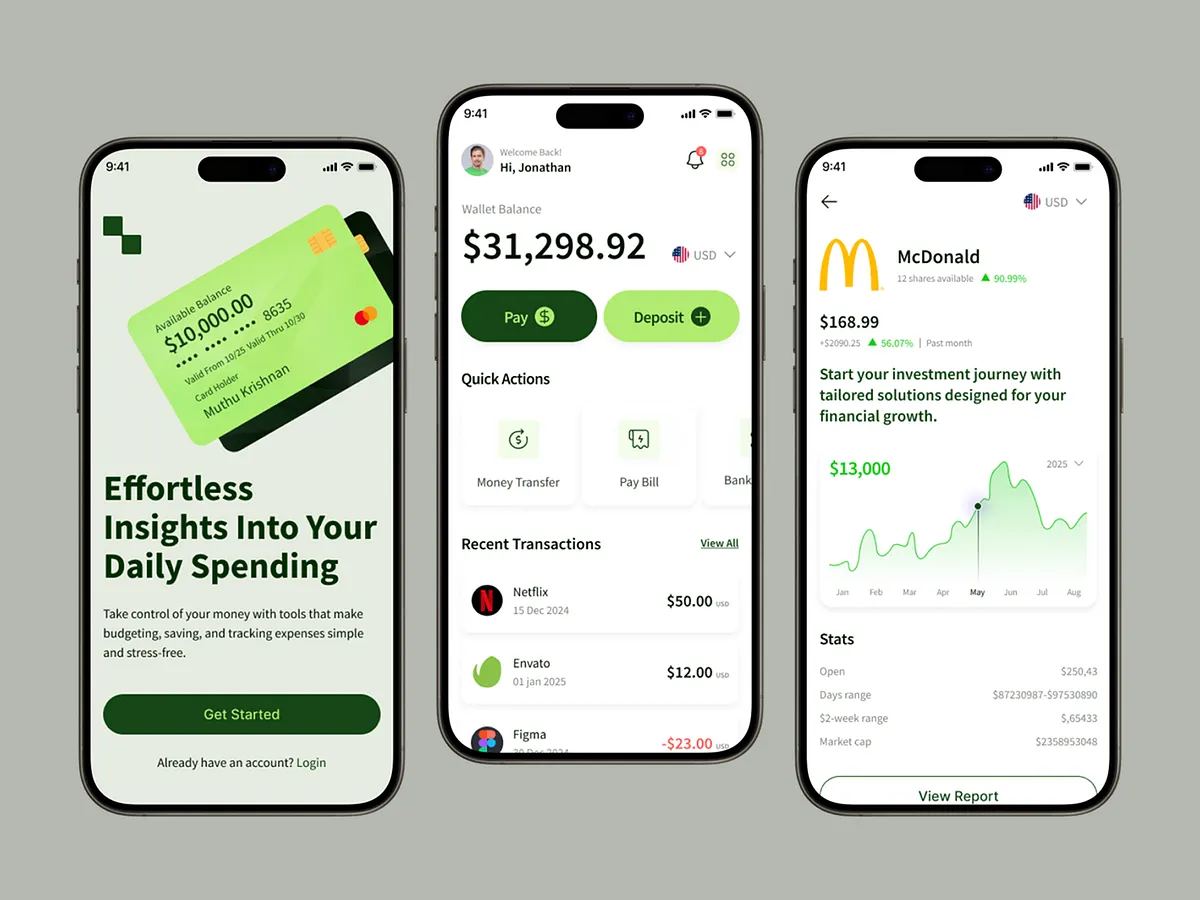 9:41
Available Balance
$10,000.00
•••• •••• •••• 8635
Valid From 10/25 Valid Thru 10/30
Card Holder
Muthu Krishnan
Effortless
Insights Into Your
Daily Spending
Take control of your money with tools that make
budgeting, saving, and tracking expenses simple
and stress-free.
Get Started
Already have an account? Login
9:41
Welcome Back!
Hi, Jonathan
Wallet Balance
$31,298.92
USD
Pay $
Deposit
Quick Actions
Money Transfer
Pay Bill
Bank
Recent Transactions
View All
Netflix
15 Dec 2024
$50.00 USD
Envato
01 jan 2025
$12.00 USD
Figma
30 Dec 2024
-$23.00 USD
9:41
USD
McDonald
12 shares available ▲ 90.99%
$168.99
+$2090.25 ▲ 56.07% | Past month
Start your investment journey with
tailored solutions designed for your
financial growth.
$13,000
2025
Jan Feb Mar Apr May Jun Jul Aug
Stats
Open $250,43
Days range $87230987-$97530890
$2-week range $,65433
Market cap $2358953048
View Report